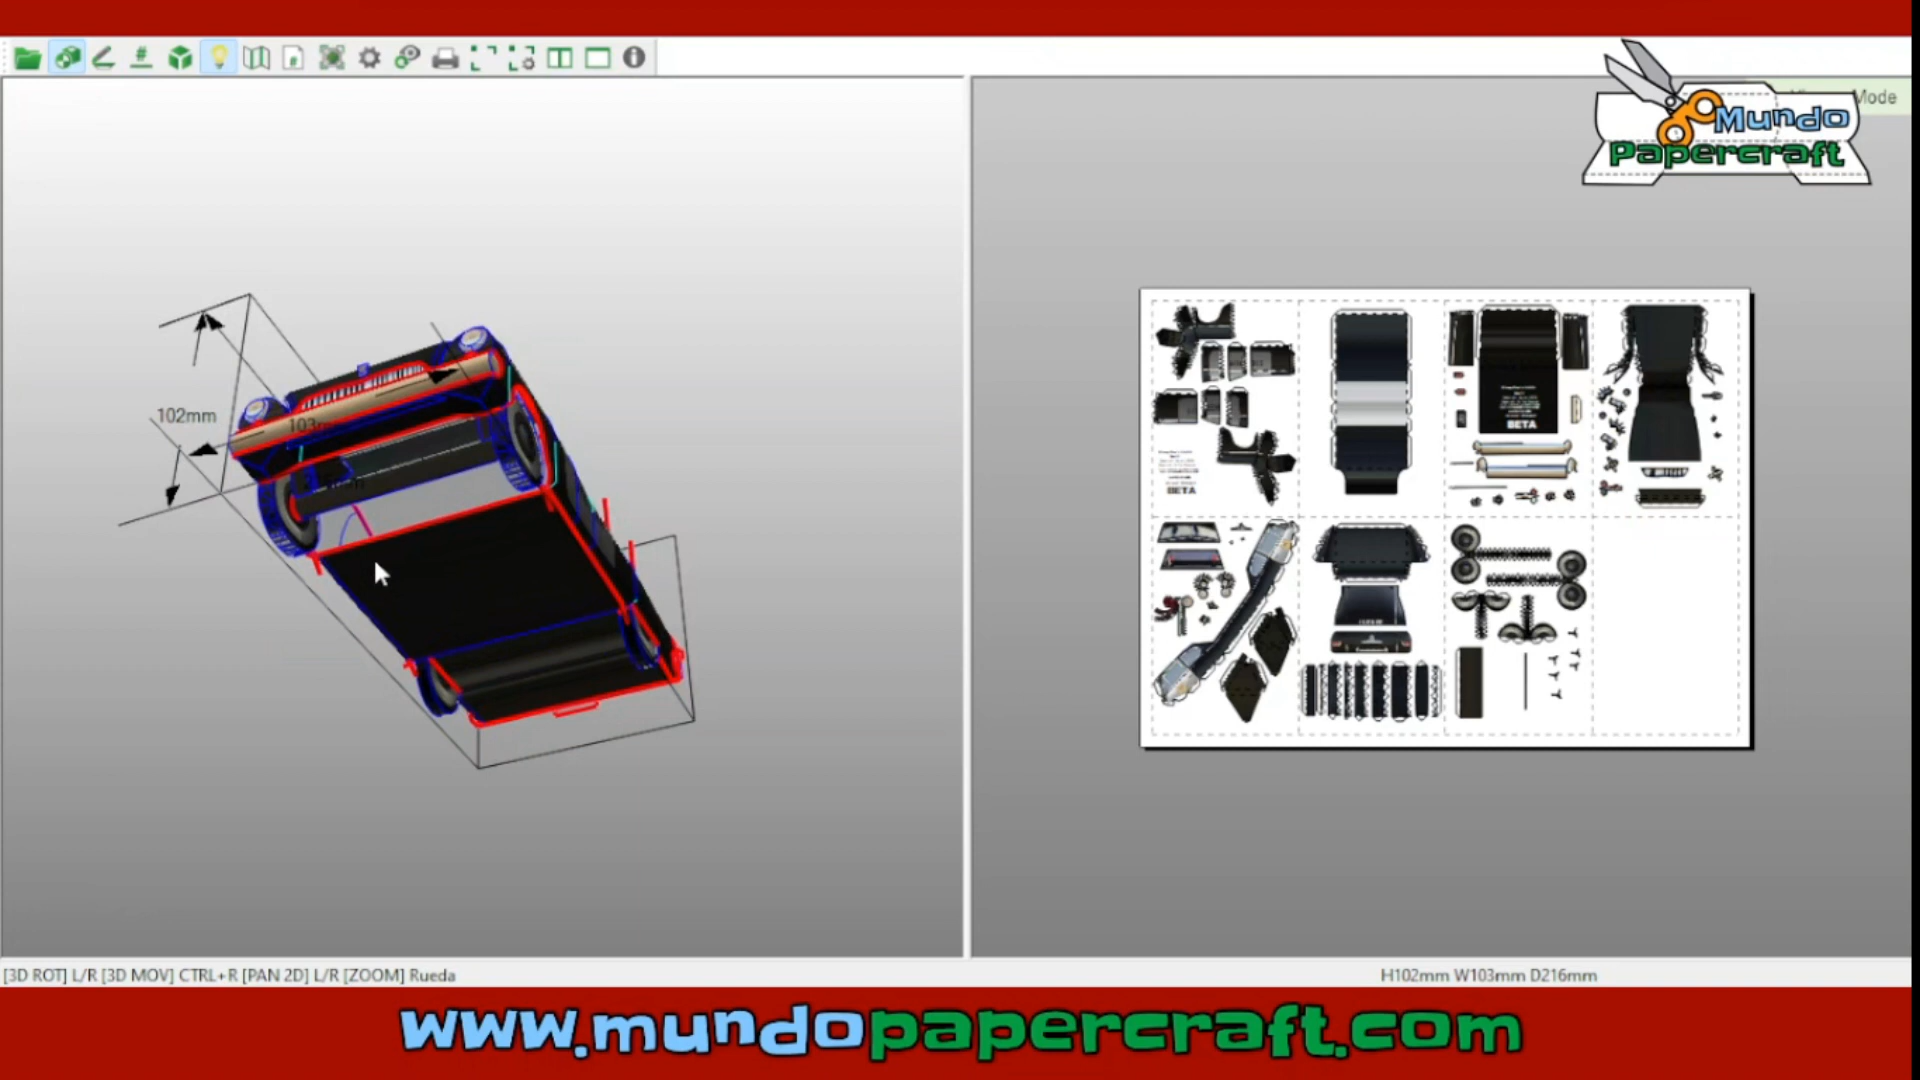 Mode
Mundo
Papercraft
102mm
BETA
BETA
[3D ROT] L/R [3D MOV] CTRL+R [PAN 2D] L/R [ZOOM] Rueda
H102mm W103mm D216mm
www.mundopapercraft.com